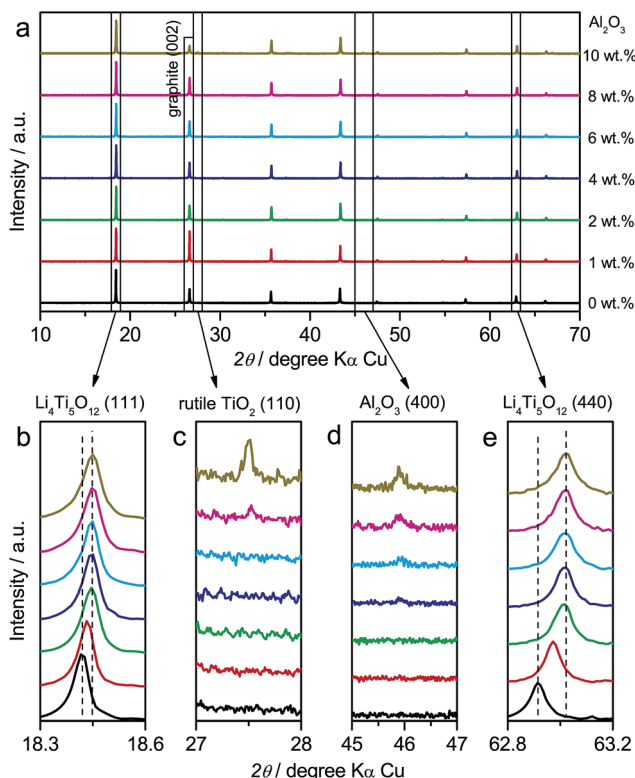 a
Al2O3
10 wt.%
graphite (002)
8 wt.%
6 wt.%
4 wt.%
2 wt.%
1 wt.%
0 wt.%
Intensity / a.u.
10 20 30 40 50 60 70
2θ / degree Kα Cu
Li4Ti5O12 (111)
rutile TiO2 (110)
Al2O3 (400)
Li4Ti5O12 (440)
b
c
d
e
Intensity / a.u.
18.3 18.6
27 28
45 46 47
62.8 63.2
2θ / degree Kα Cu